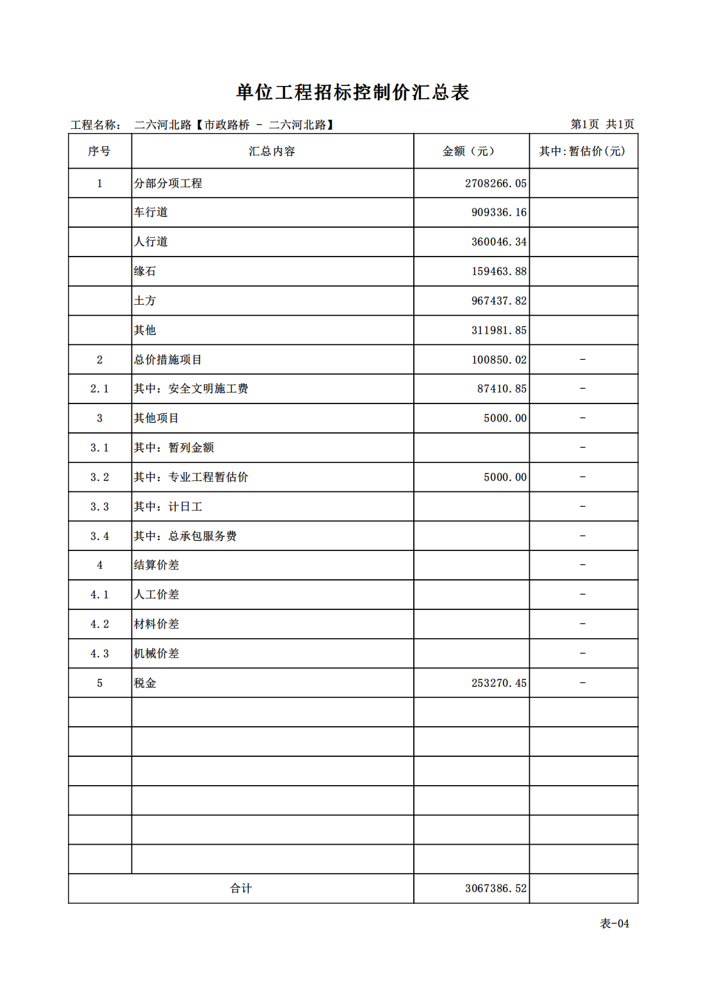 单位工程招标控制价汇总表
工程名称： 二六河北路【市政路桥 - 二六河北路】 第1页 共1页
序号 汇总内容 金额（元） 其中:暂估价(元)
1 分部分项工程 2708266.05
车行道 909336.16
人行道 360046.34
缘石 159463.88
土方 967437.82
其他 311981.85
2 总价措施项目 100850.02 -
2.1 其中：安全文明施工费 87410.85 -
3 其他项目 5000.00 -
3.1 其中：暂列金额 -
3.2 其中：专业工程暂估价 5000.00 -
3.3 其中：计日工 -
3.4 其中：总承包服务费 -
4 结算价差 -
4.1 人工价差 -
4.2 材料价差 -
4.3 机械价差 -
5 税金 253270.45 -
合计 3067386.52
表-04